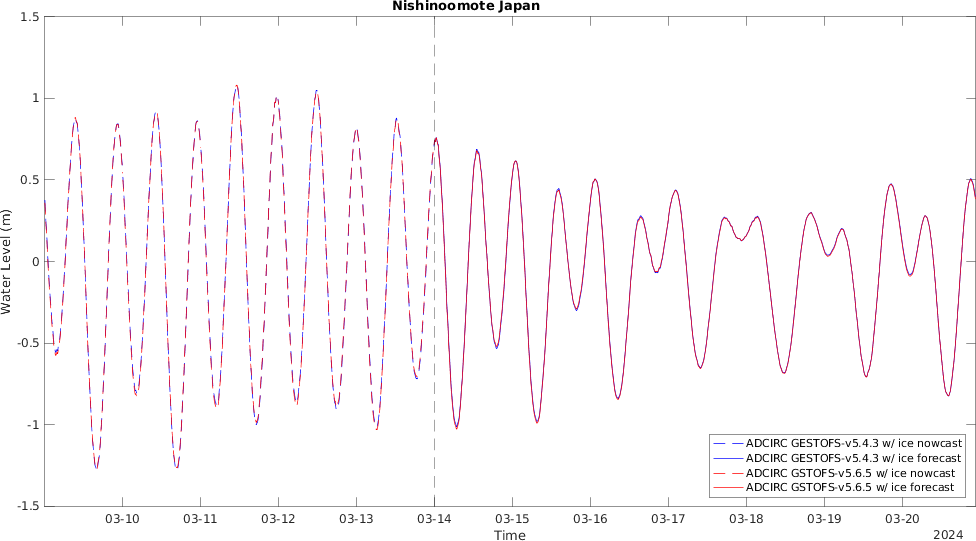 Nishinoomote Japan
1.5
1
0.5
0
-0.5
-1
-1.5
Water Level (m)
03-10 03-11 03-12 03-13 03-14 03-15 03-16 03-17 03-18 03-19 03-20
Time
2024
ADCIRC GESTOFS-v5.4.3 w/ ice nowcast
ADCIRC GESTOFS-v5.4.3 w/ ice forecast
ADCIRC GSTOFS-v5.6.5 w/ ice nowcast
ADCIRC GSTOFS-v5.6.5 w/ ice forecast